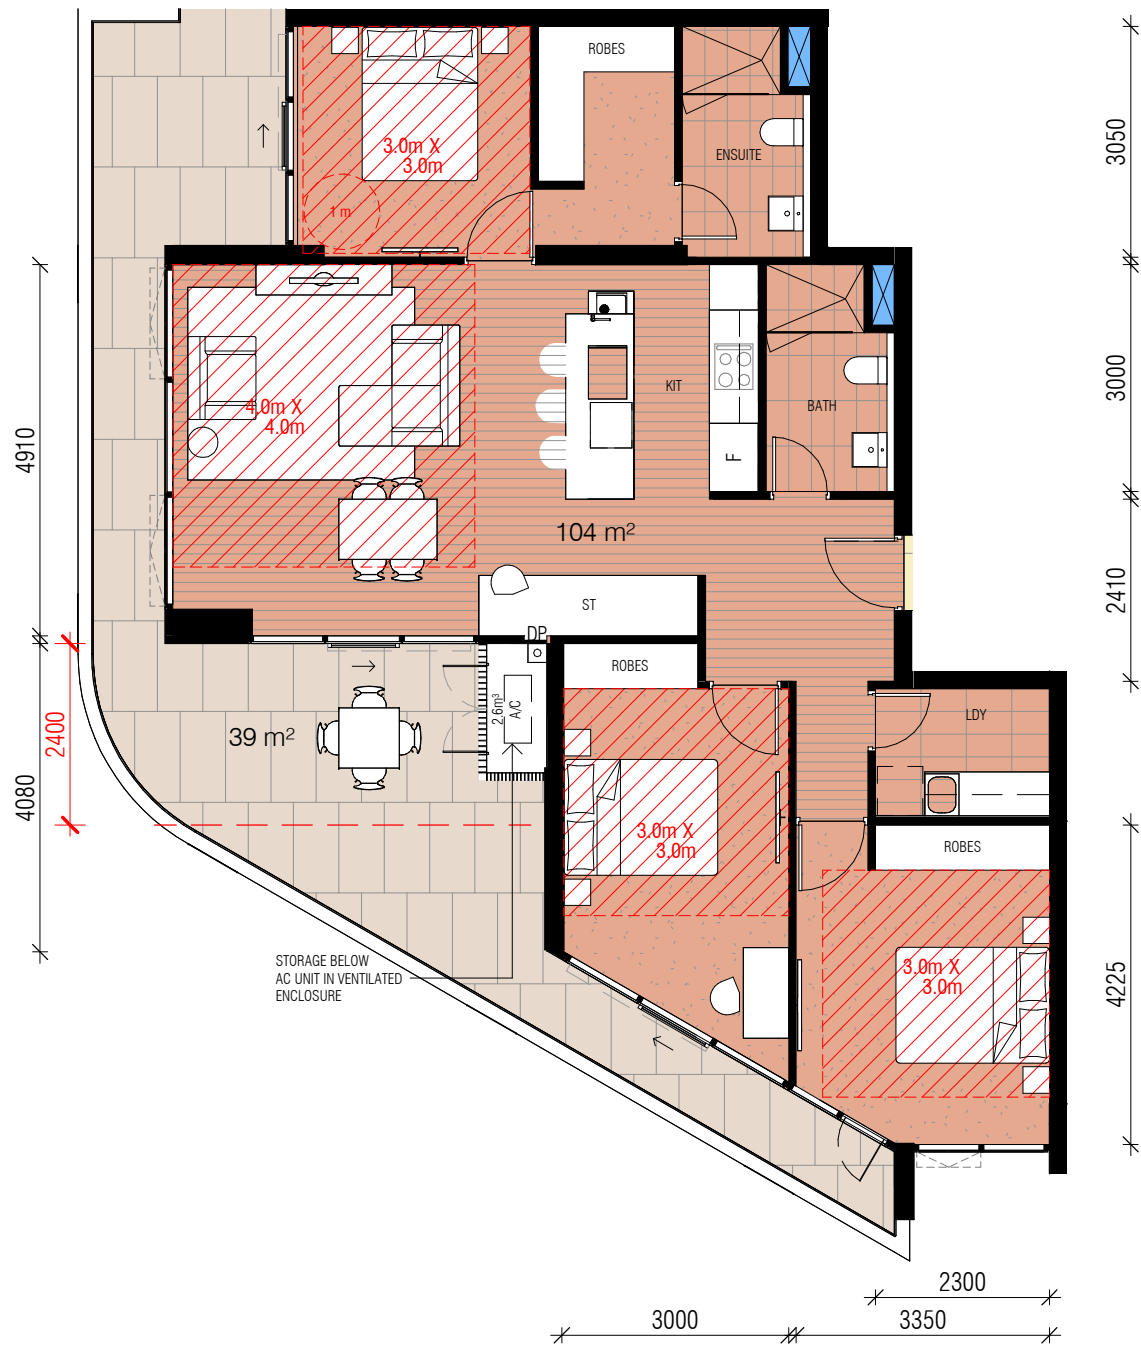 ROBES
3.0m X
3.0m
ENSUITE
3050
1 m
4.0m X
4.0m
KIT
BATH
3000
4910
F
104 m²
2410
ST
DP
ROBES
2,6m³
A/C
LDY
39 m²
2400
4080
3.0m X
3.0m
ROBES
STORAGE BELOW
AC UNIT IN VENTILATED
ENCLOSURE
3.0m X
3.0m
4225
2300
3000
3350